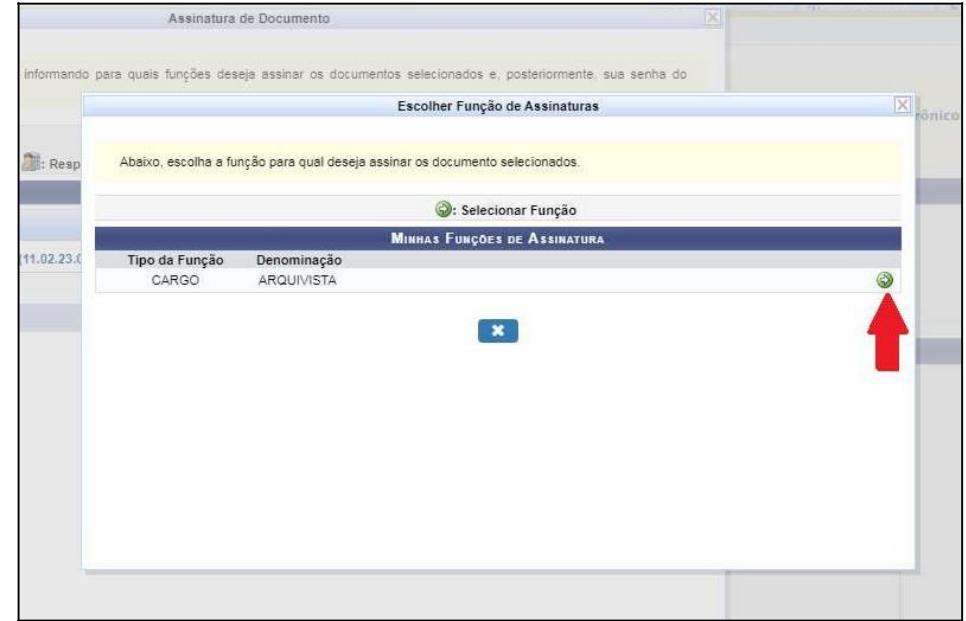 Assinatura de Documento
informando para quais funções deseja assinar os documentos selecionados e, posteriormente, sua senha do
Escolher Função de Assinaturas
rônico
: Resp
Abaixo, escolha a função para qual deseja assinar os documento selecionados.
: Selecionar Função
MINHAS FUNÇÕES DE ASSINATURA
(11.02.23.0
Tipo da Função Denominação
CARGO ARQUIVISTA